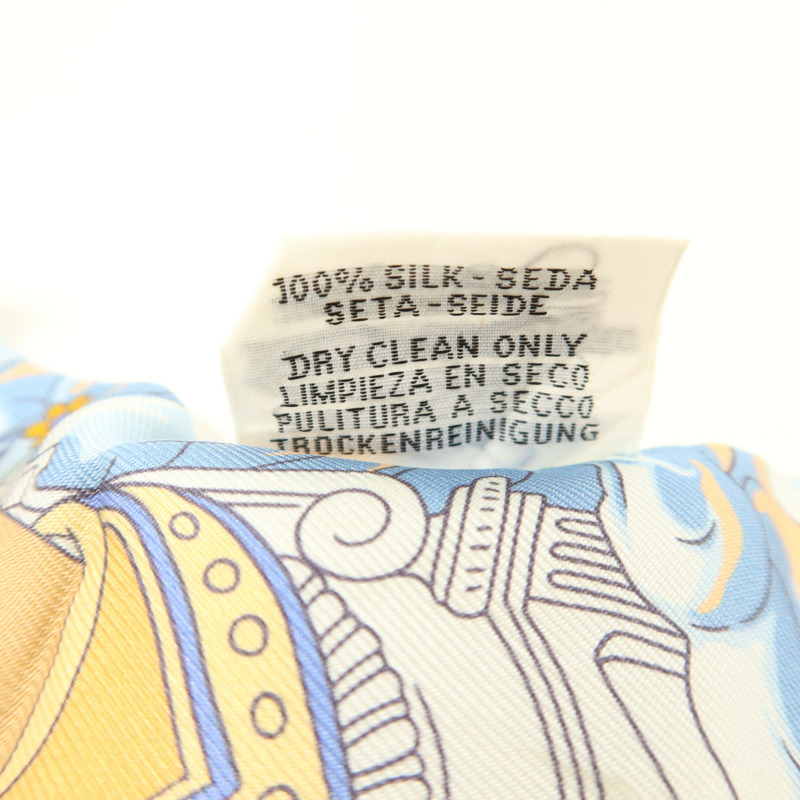 100% SILK - SEDA
SETA - SEIDE
DRY CLEAN ONLY
LIMPIEZA EN SECO
PULITURA A SECCO
TROCKENREINIGUNG